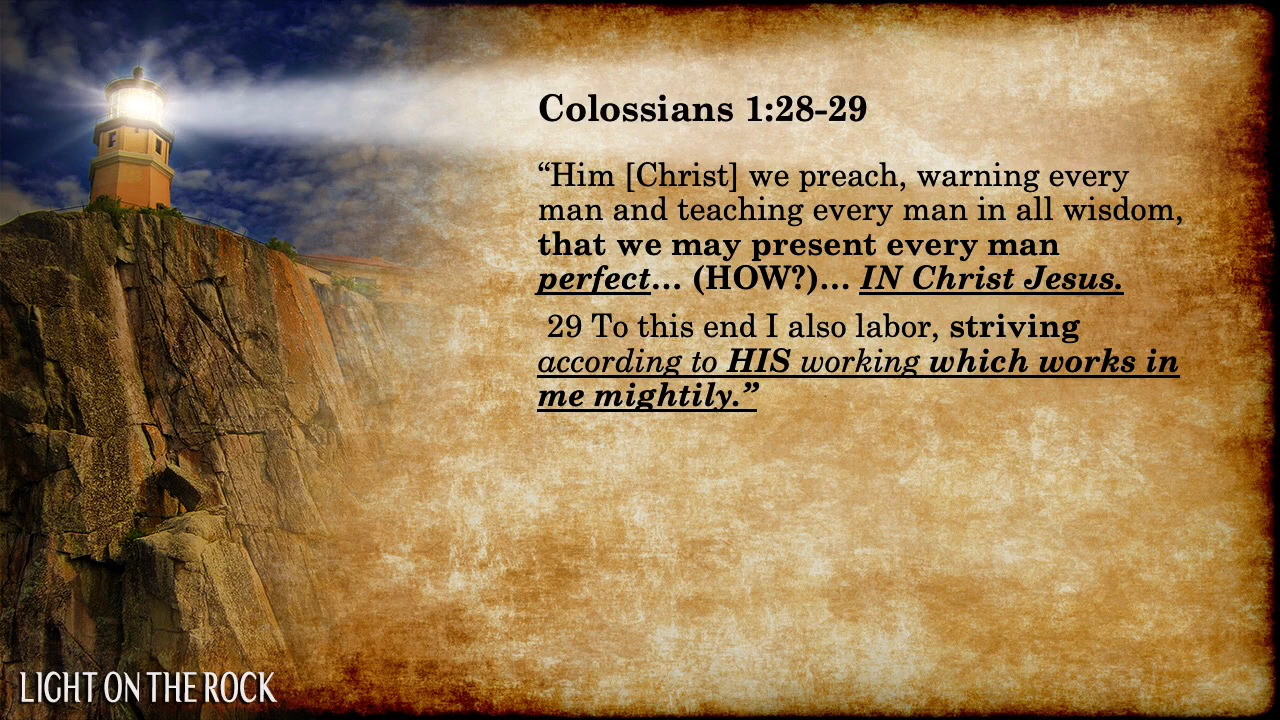 Colossians 1:28-29
“Him [Christ] we preach, warning every
man and teaching every man in all wisdom,
that we may present every man
perfect… (HOW?)… IN Christ Jesus.
29 To this end I also labor, striving
according to HIS working which works in
me mightily.”
LIGHT ON THE ROCK